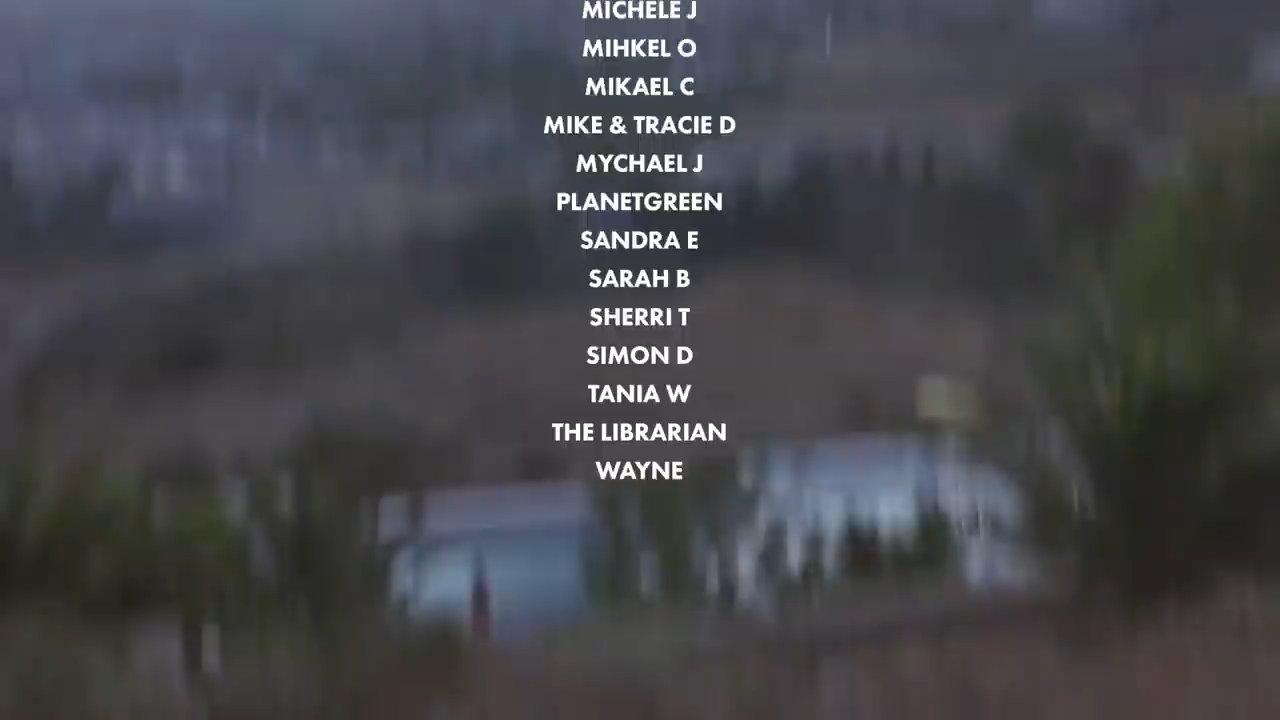 MICHELE J
MIHKEL O
MIKAEL C
MIKE & TRACIE D
MYCHAEL J
PLANETGREEN
SANDRA E
SARAH B
SHERRI T
SIMON D
TANIA W
THE LIBRARIAN
WAYNE